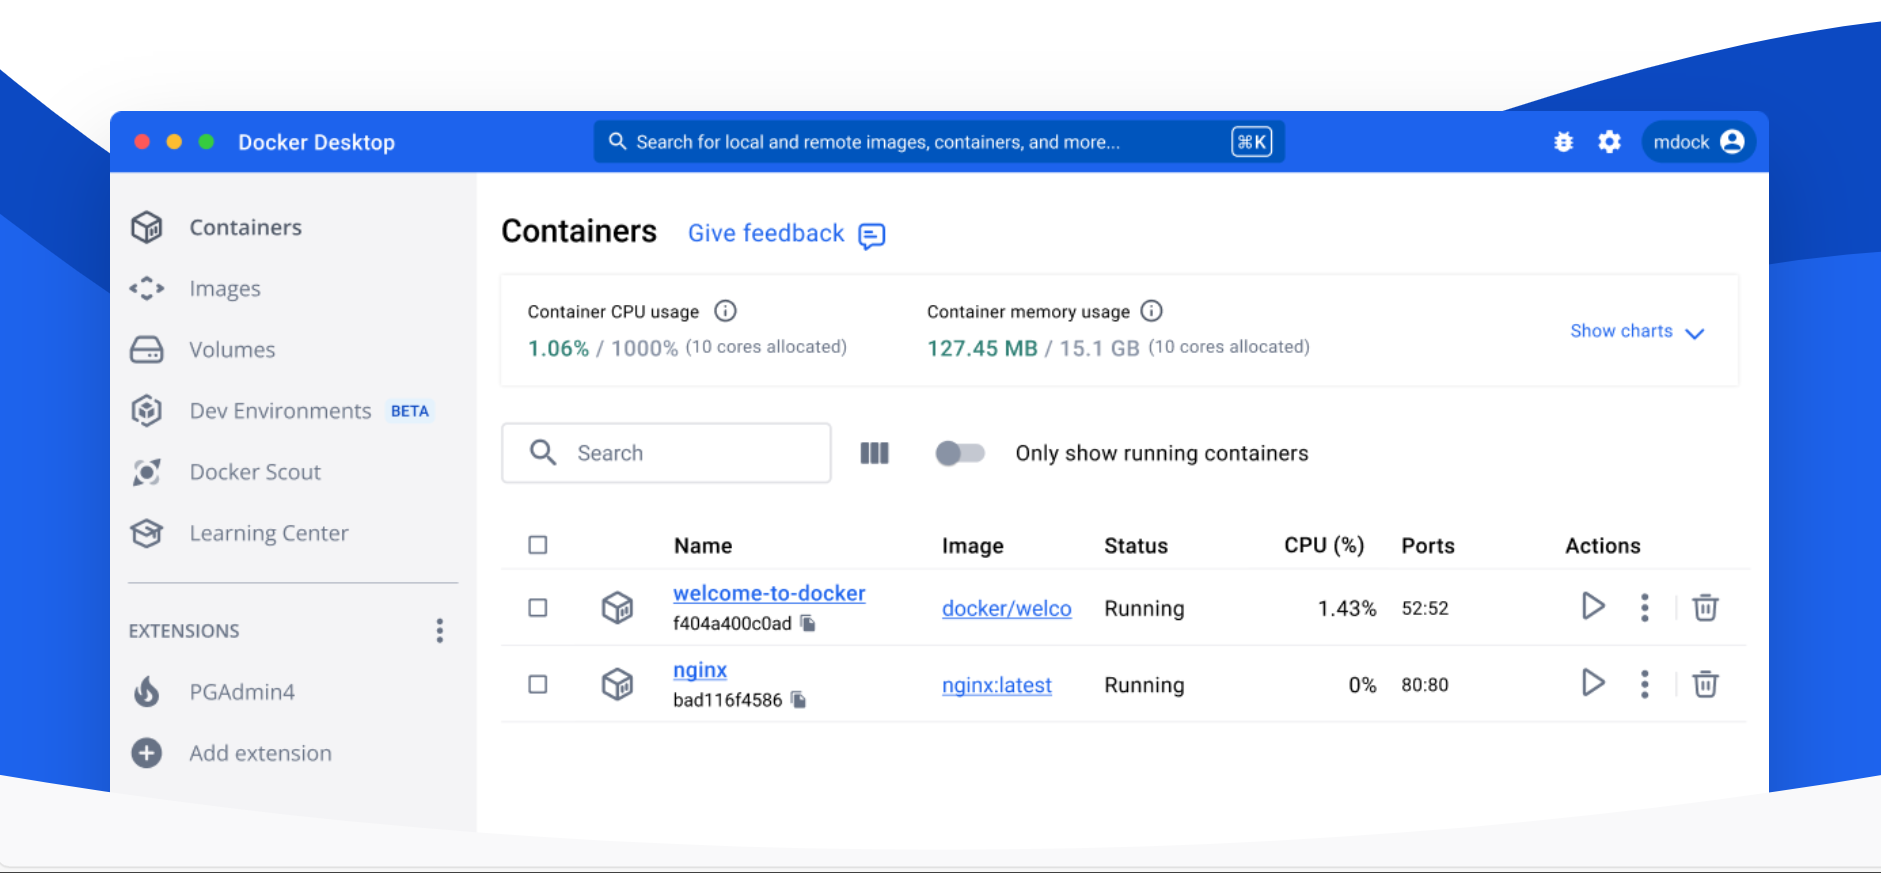 Docker Desktop
Search for local and remote images, containers, and more...
⌘K
mdock
Containers
Images
Volumes
Dev Environments BETA
Docker Scout
Learning Center
EXTENSIONS
PGAdmin4
Add extension
Containers Give feedback
Container CPU usage
1.06% / 1000% (10 cores allocated)
Container memory usage
127.45 MB / 15.1 GB (10 cores allocated)
Show charts
Search
Only show running containers
Name Image Status CPU (%) Ports Actions
welcome-to-docker
f404a400c0ad
docker/welco Running 1.43% 52:52
nginx
bad116f4586
nginx:latest Running 0% 80:80